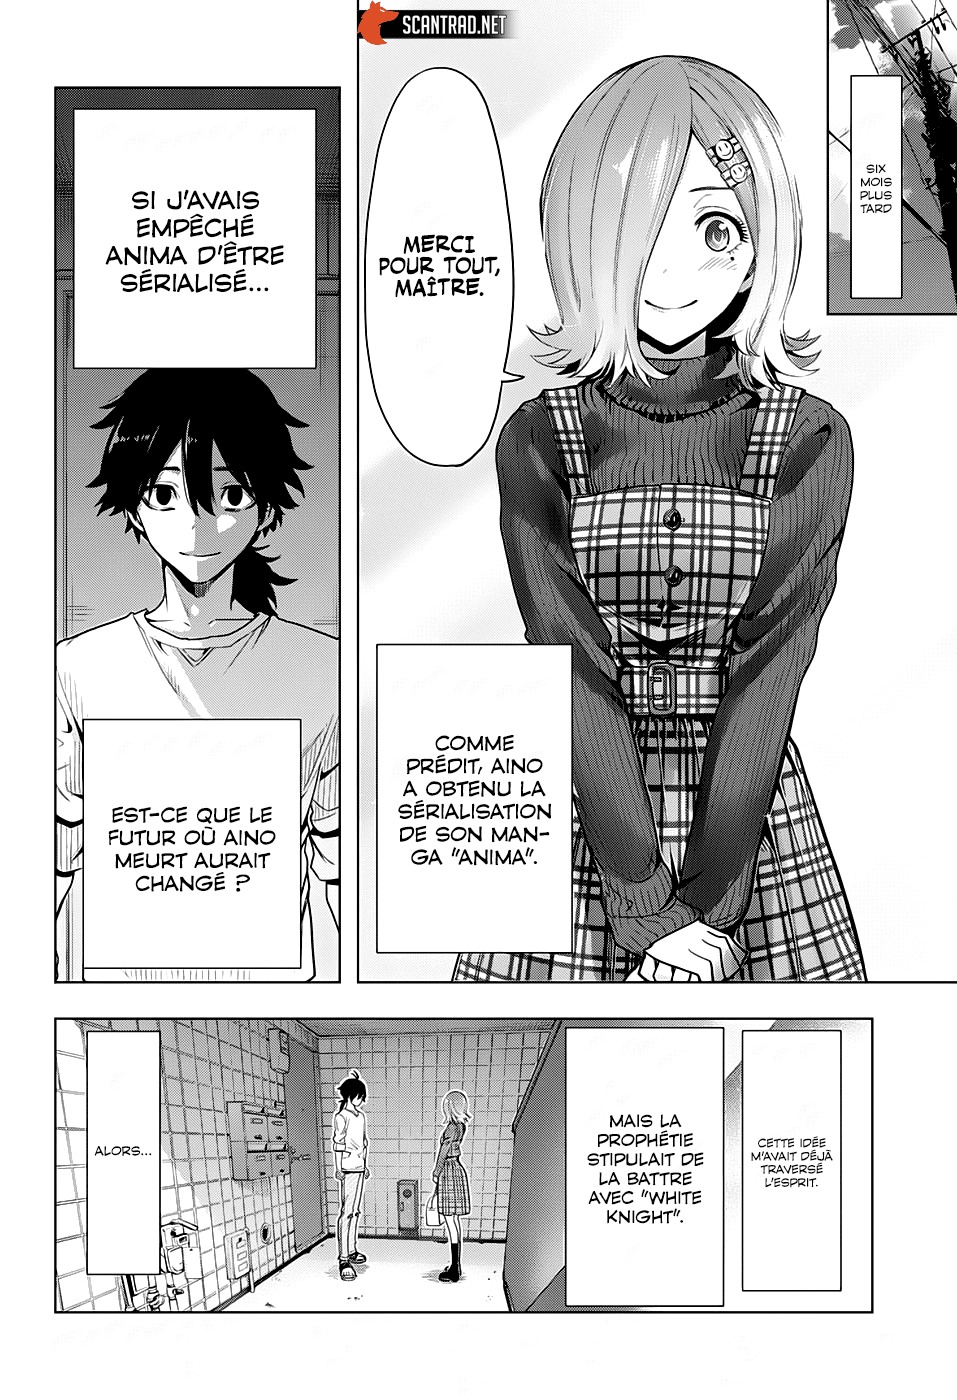 SCANTRAD.NET
SIX
MOIS
PLUS
TARD
MERCI
POUR TOUT,
MAÎTRE.
COMME
PRÉDIT, AINO
A OBTENU LA
SÉRIALISATION
DE SON MAN-
GA "ANIMA".
SI J'AVAIS
EMPÊCHÉ
ANIMA D'ÊTRE
SÉRIALISÉ...
EST-CE QUE LE
FUTUR OÙ AINO
MEURT AURAIT
CHANGÉ ?
CETTE IDÉE
M'AVAIT DÉJÀ
TRAVERSÉ
L'ESPRIT.
MAIS LA
PROPHÉTIE
STIPULAIT DE
LA BATTRE
AVEC "WHITE
KNIGHT".
ALORS...